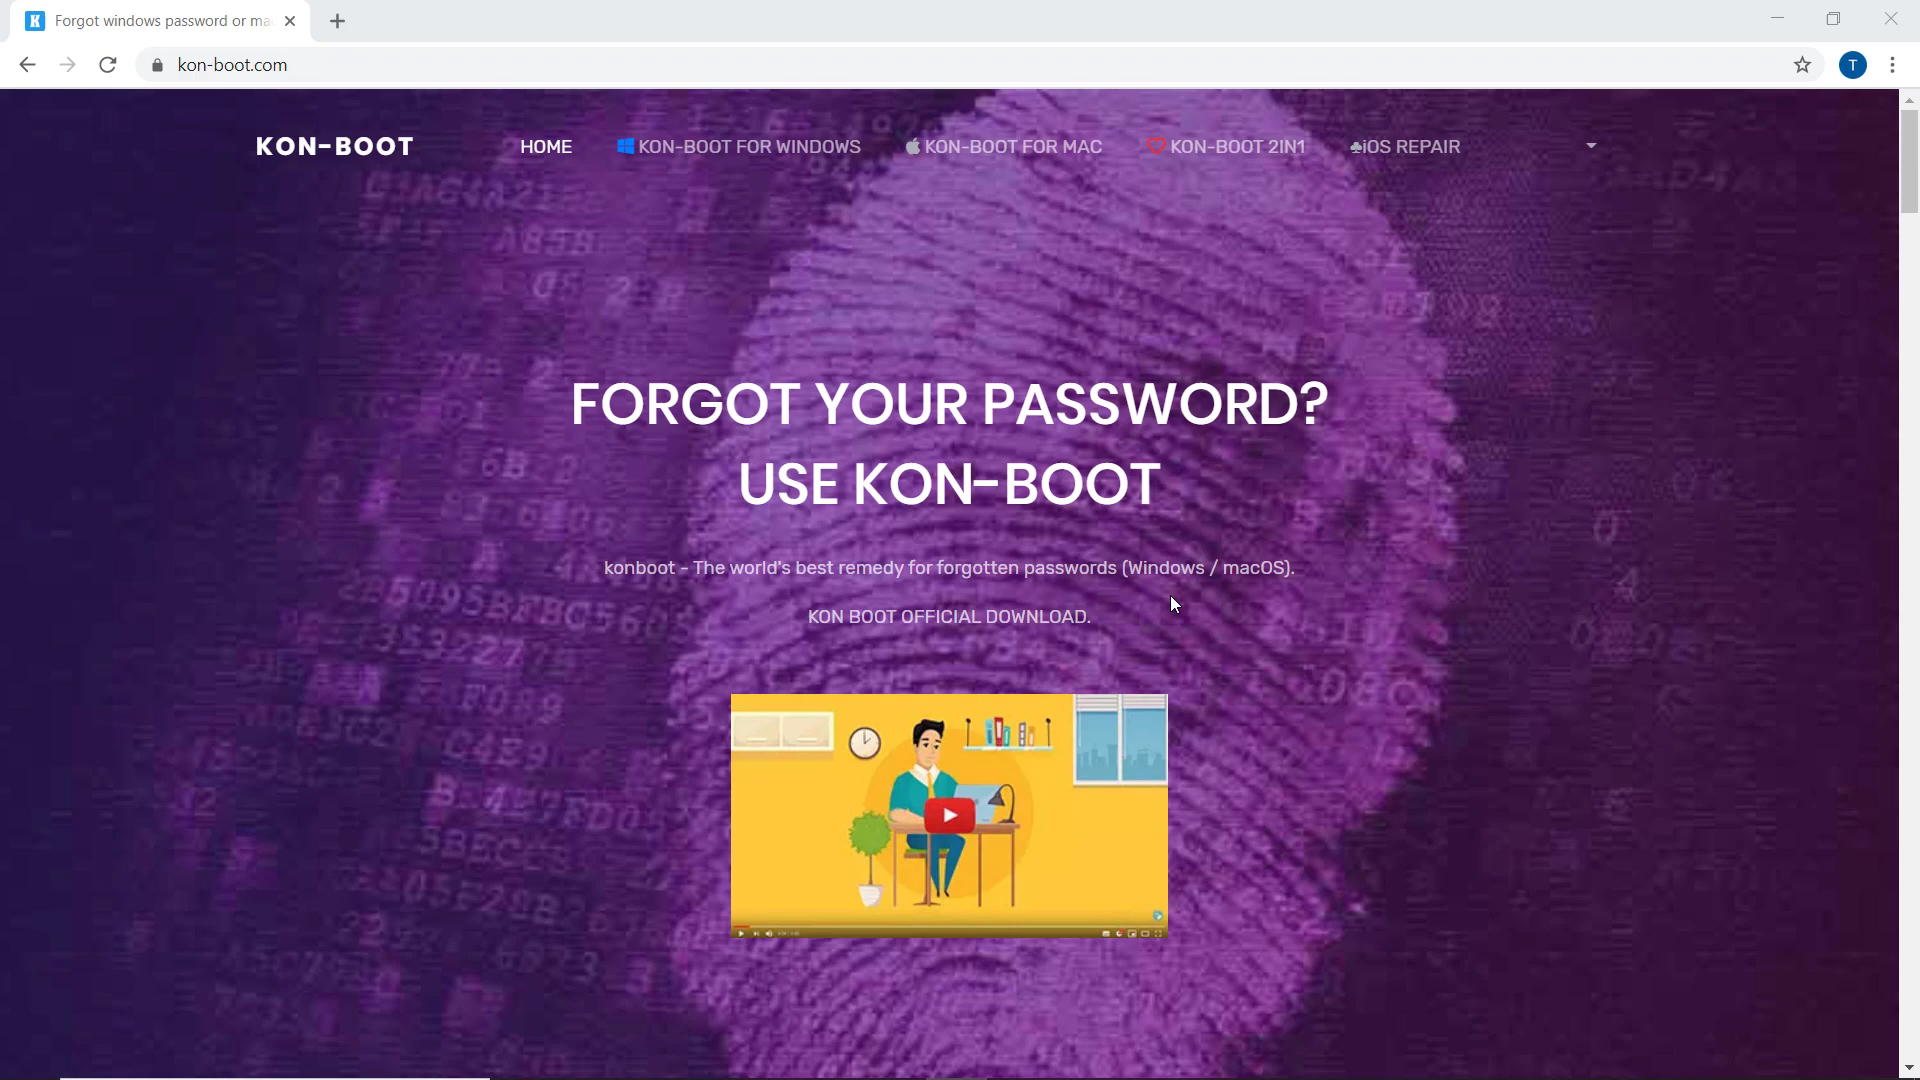 Forgot windows password or ma
kon-boot.com
T
KON-BOOT
HOME
KON-BOOT FOR WINDOWS
KON-BOOT FOR MAC
KON-BOOT 2IN1
iOS REPAIR
FORGOT YOUR PASSWORD?
USE KON-BOOT
konboot - The world's best remedy for forgotten passwords (Windows / macOS).
KON BOOT OFFICIAL DOWNLOAD.